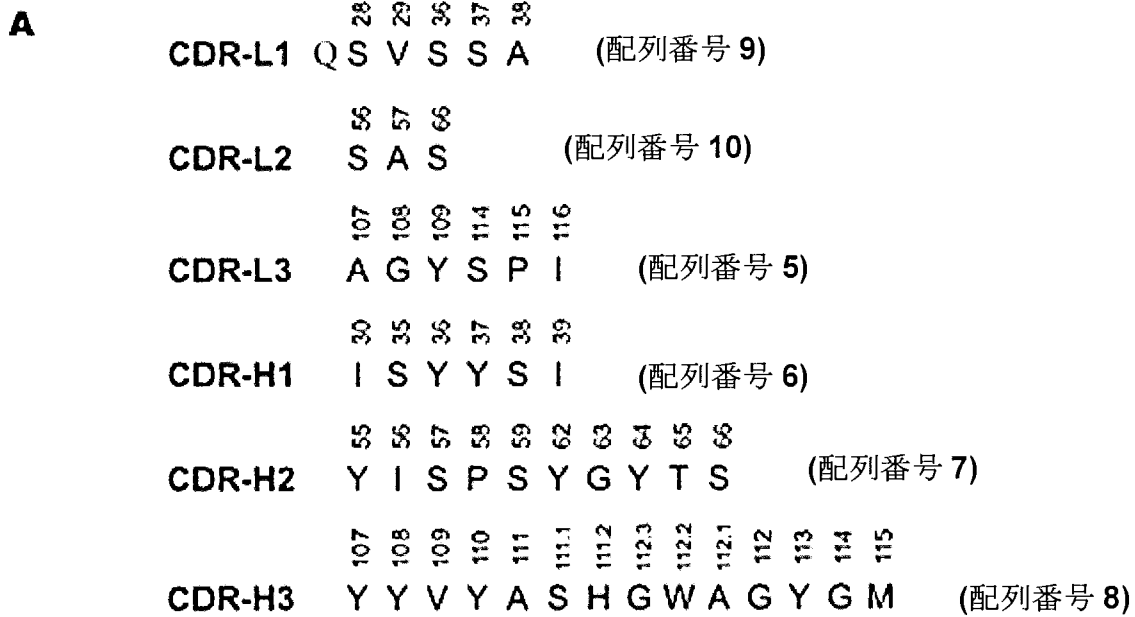 A
28 29 36 37 38
CDR-L1 Q S V S S A (配列番号 9)
56 57 66
CDR-L2 S A S (配列番号 10)
107 108 109 114 115 116
CDR-L3 A G Y S P I (配列番号 5)
30 35 36 37 38 39
CDR-H1 I S Y Y S I (配列番号 6)
55 56 57 58 59 62 63 64 65 66
CDR-H2 Y I S P S Y G Y T S (配列番号 7)
107 108 109 110 111 111.1 111.2 112.3 112.2 112.1 112 113 114 115
CDR-H3 Y Y V Y A S H G W A G Y G M (配列番号 8)